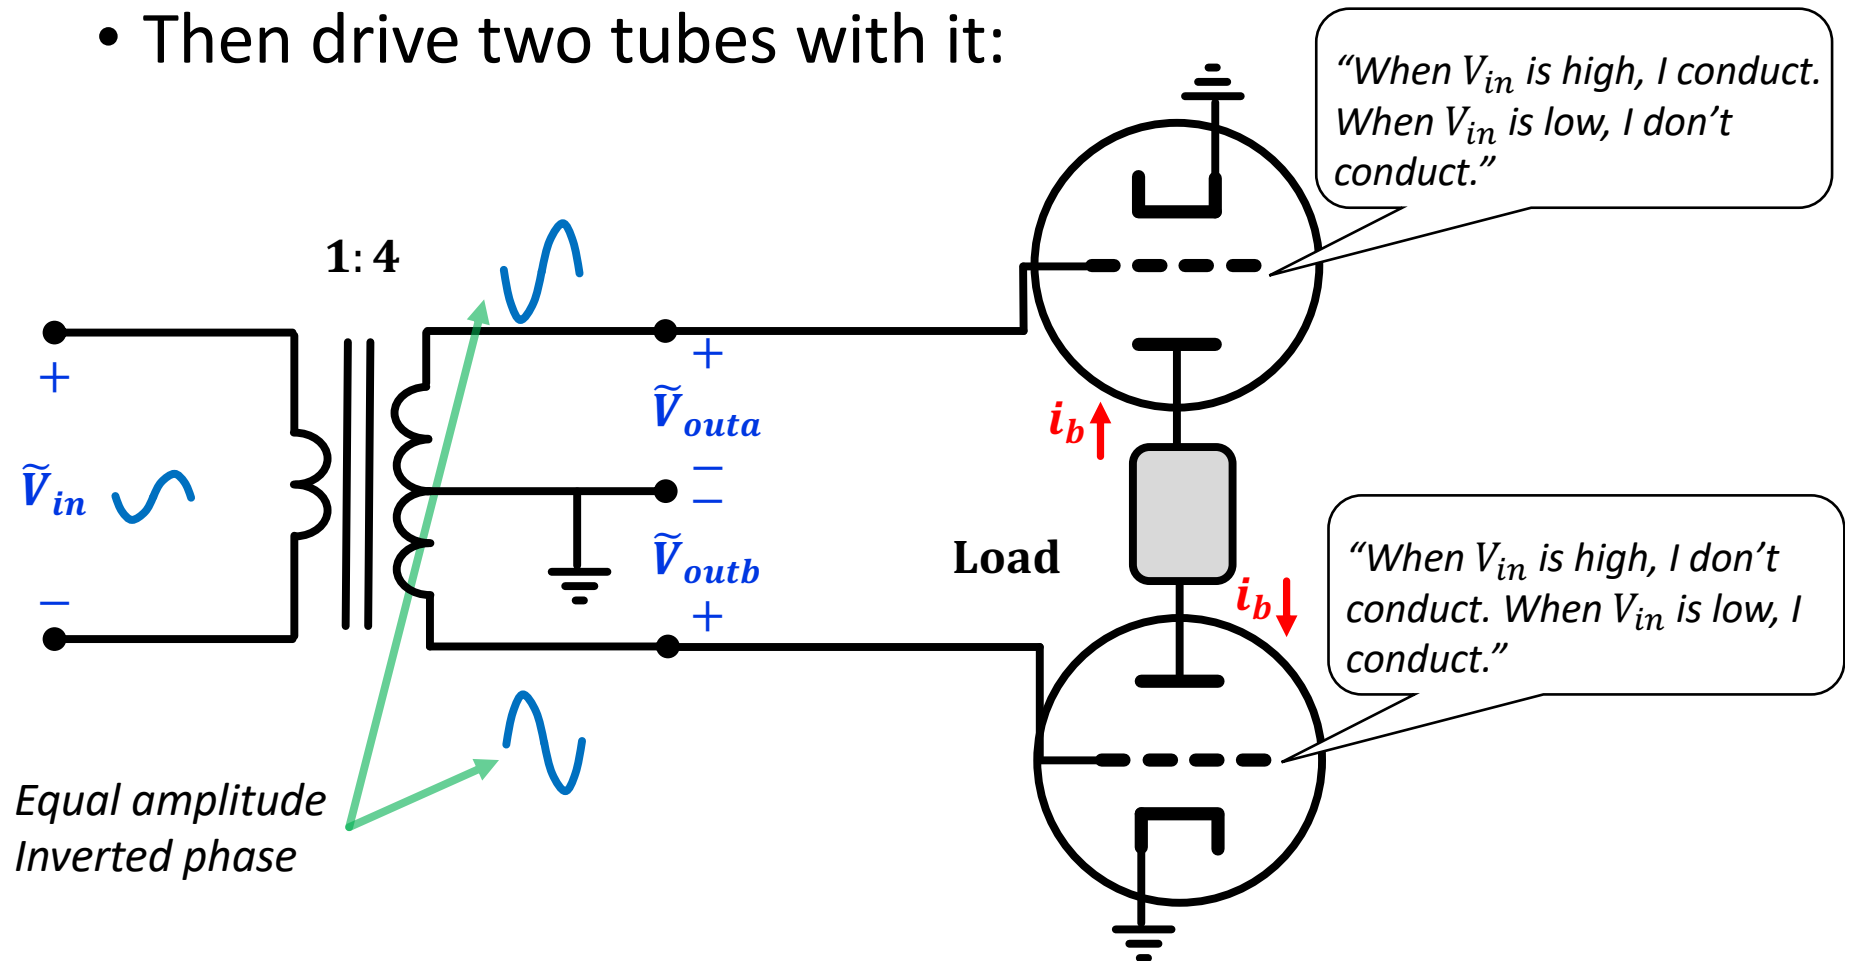 • Then drive two tubes with it:
“When V_in is high, I conduct.
When V_in is low, I don’t
conduct.”
1:4
+
Ṽ_in
−
+
Ṽ_outa
−
−
Ṽ_outb
+
i_b
Load
i_b
“When V_in is high, I don’t
conduct. When V_in is low, I
conduct.”
Equal amplitude
Inverted phase